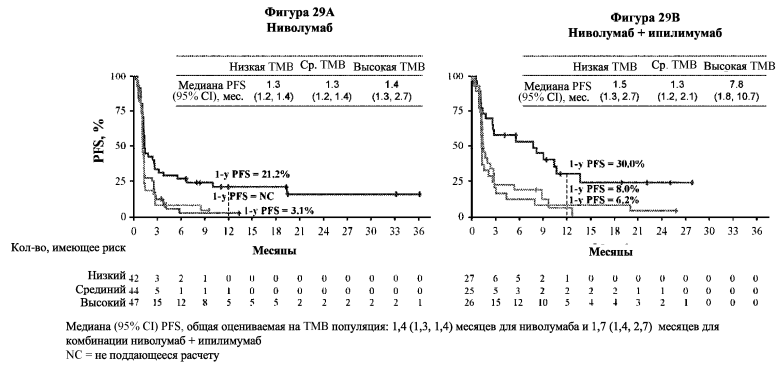 Фигура 29A
Ниволумаб
Низкая TMB Ср. TMB Высокая TMB
Медиана PFS 1.3 1.3 1.4
(95% CI), мес. (1.2, 1.4) (1.2, 1.4) (1.3, 2.7)
PFS, %
100
75
50
25
0
1-y PFS = 21.2%
1-y PFS = NC
1-y PFS = 3.1%
0 3 6 9 12 15 18 21 24 27 30 33 36
Месяцы
Фигура 29B
Ниволумаб + ипилимумаб
Низкая TMB Ср. TMB Высокая TMB
Медиана PFS 1.5 1.3 7.8
(95% CI), мес. (1.3, 2.7) (1.2, 2.1) (1.8, 10.7)
100
75
50
25
0
1-y PFS = 30,0%
1-y PFS = 8.0%
1-y PFS = 6.2%
0 3 6 9 12 15 18 21 24 27 30 33 36
Месяцы
Кол-во, имеющее риск
Низкий 42 3 2 1 0 0 0 0 0 0 0 0 0 27 6 5 2 1 0 0 0 0 0 0 0 0
Срединий 44 5 1 1 1 0 0 0 0 0 0 0 0 25 5 3 2 2 2 2 1 1 0 0 0 0
Высокий 47 15 12 8 5 5 5 2 2 2 2 2 1 26 15 12 10 5 4 4 3 2 1 0 0 0
Медиана (95% CI) PFS, общая оцениваемая на TMB популяция: 1,4 (1,3, 1,4) месяцев для ниволумаба и 1,7 (1,4, 2,7) месяцев для
комбинации ниволумаб + ипилимумаб
NC = не поддающееся расчету